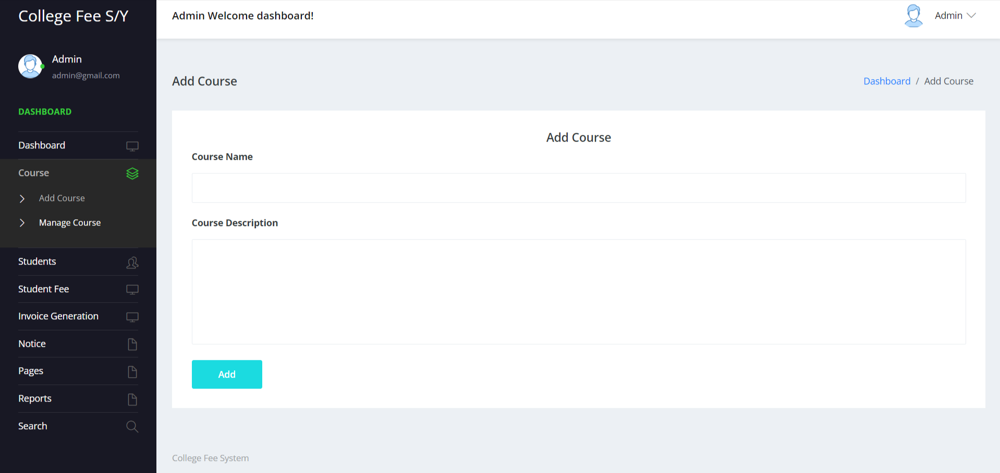 College Fee S/Y
Admin Welcome dashboard!
Admin
Admin
admin@gmail.com
DASHBOARD
Dashboard
Course
Add Course
Manage Course
Students
Student Fee
Invoice Generation
Notice
Pages
Reports
Search
Add Course
Dashboard / Add Course
Add Course
Course Name
Course Description
Add
College Fee System